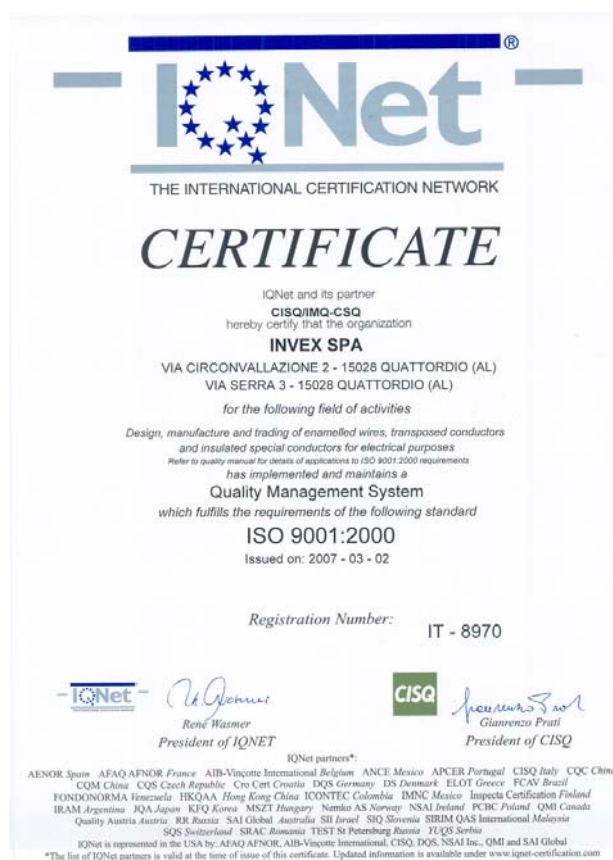 ®
IQNet
THE INTERNATIONAL CERTIFICATION NETWORK
CERTIFICATE
IQNet and its partner
CISQ/IMQ-CSQ
hereby certify that the organization
INVEX SPA
VIA CIRCONVALLAZIONE 2 - 15028 QUATTORDIO (AL)
VIA SERRA 3 - 15028 QUATTORDIO (AL)
for the following field of activities
Design, manufacture and trading of enamelled wires, transposed conductors
and insulated special conductors for electrical purposes
Refer to quality manual for details of applications to ISO 9001:2000 requirements
has implemented and maintains a
Quality Management System
which fulfills the requirements of the following standard
ISO 9001:2000
Issued on: 2007 - 03 - 02
Registration Number:
IT - 8970
IQNet
CISQ
René Wasmer
Gianrenzo Prati
President of IQNET
President of CISQ
IQNet partners*:
AENOR Spain AFAQ AFNOR France AIB-Vinçotte International Belgium ANCE Mexico APCER Portugal CISQ Italy CQC China
CQM China CQS Czech Republic Cro Cert Croatia DQS Germany DS Denmark ELOT Greece FCAV Brazil
FONDONORMA Venezuela HKQAA Hong Kong China ICONTEC Colombia IMNC Mexico Inspecta Certification Finland
IRAM Argentina JQA Japan KFQ Korea MSZT Hungary Nemko AS Norway NSAI Ireland PCBC Poland QMI Canada
Quality Austria Austria RR Russia SAI Global Australia SII Israel SIQ Slovenia SIRIM QAS International Malaysia
SQS Switzerland SRAC Romania TEST St Petersburg Russia YUQS Serbia
IQNet is represented in the USA by: AFAQ AFNOR, AIB-Vinçotte International, CISQ, DQS, NSAI Inc., QMI and SAI Global
*The list of IQNet partners is valid at the time of issue of this certificate. Updated information is available under www.iqnet-certification.com